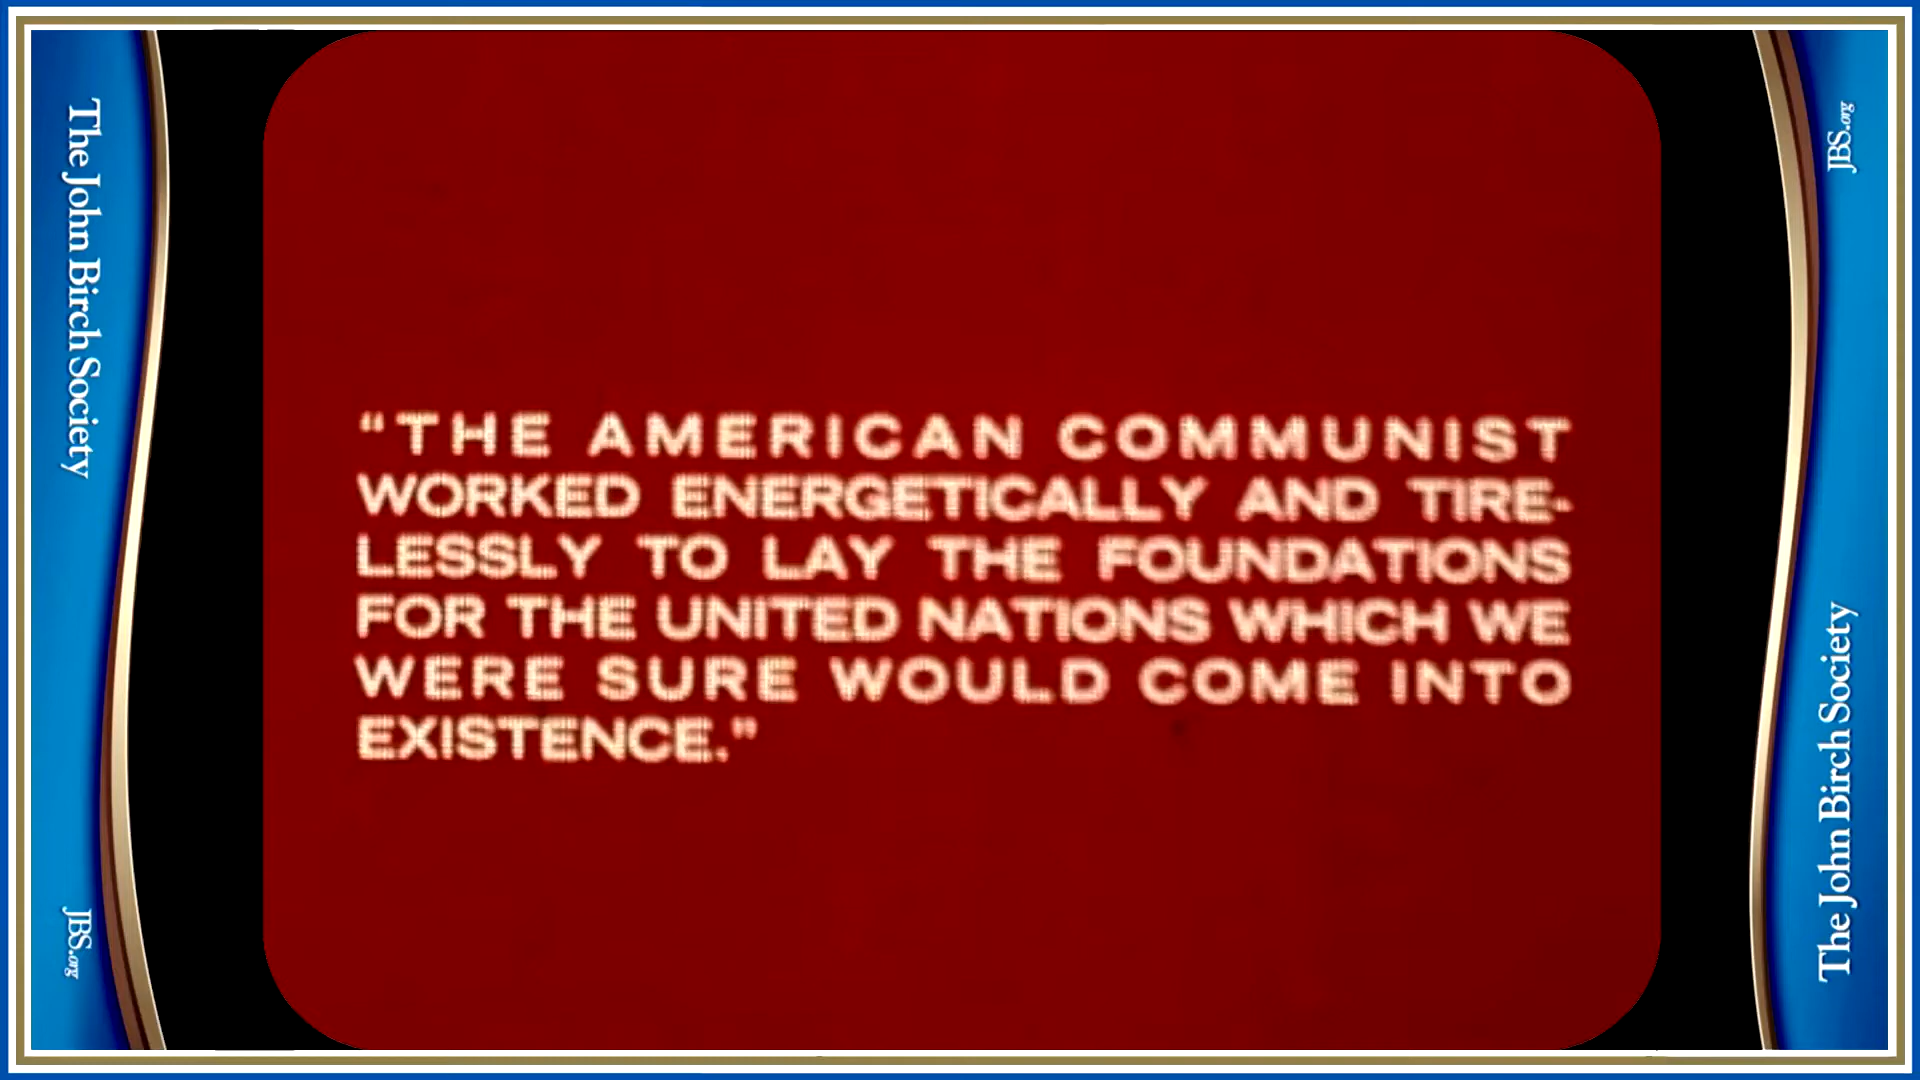 The John Birch Society
JBS.org
“THE AMERICAN COMMUNIST
WORKED ENERGETICALLY AND TIRE-
LESSLY TO LAY THE FOUNDATIONS
FOR THE UNITED NATIONS WHICH WE
WERE SURE WOULD COME INTO
EXISTENCE.”
JBS.org
The John Birch Society